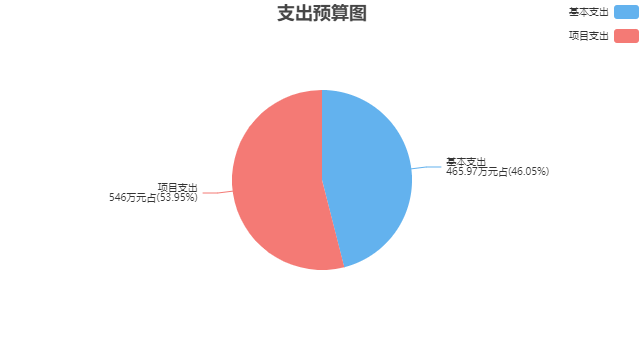 支出预算图
基本支出
项目支出
基本支出
465.97万元占(46.05%)
项目支出
546万元占(53.95%)